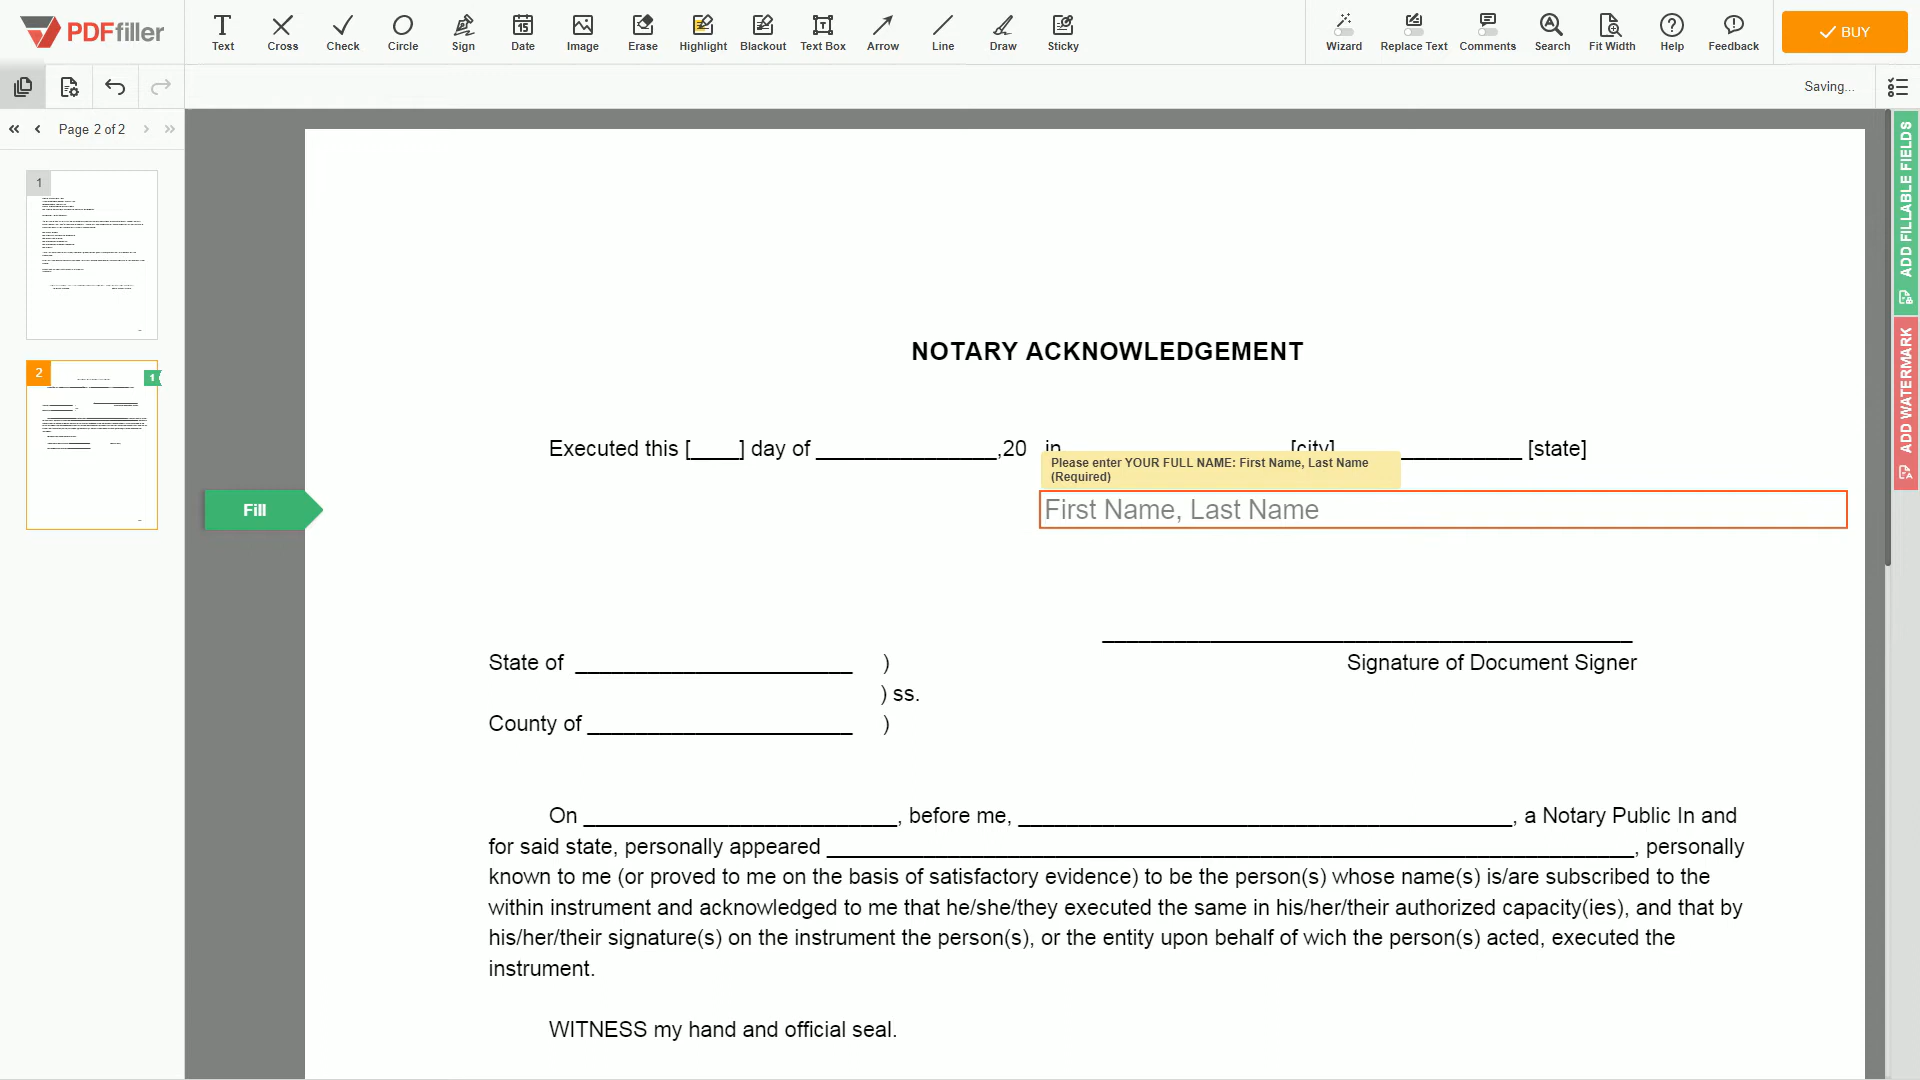 PDFfiller
Text Cross Check Circle Sign Date Image Erase Highlight Blackout Text Box Arrow Line Draw Sticky
Wizard Replace Text Comments Search Fit Width Help Feedback
BUY
Saving...
Page 2 of 2
1
2
1
ADD FILLABLE FIELDS
ADD WATERMARK
NOTARY ACKNOWLEDGEMENT
Executed this [____] day of _______________,20 in [city], __________ [state]
Please enter YOUR FULL NAME: First Name, Last Name
(Required)
Fill
First Name, Last Name
State of _______________________ )
Signature of Document Signer
) ss.
County of ______________________ )
On __________________________, before me, _________________________________________, a Notary Public In and
for said state, personally appeared ___________________________________________________________________, personally
known to me (or proved to me on the basis of satisfactory evidence) to be the person(s) whose name(s) is/are subscribed to the
within instrument and acknowledged to me that he/she/they executed the same in his/her/their authorized capacity(ies), and that by
his/her/their signature(s) on the instrument the person(s), or the entity upon behalf of wich the person(s) acted, executed the
instrument.
WITNESS my hand and official seal.